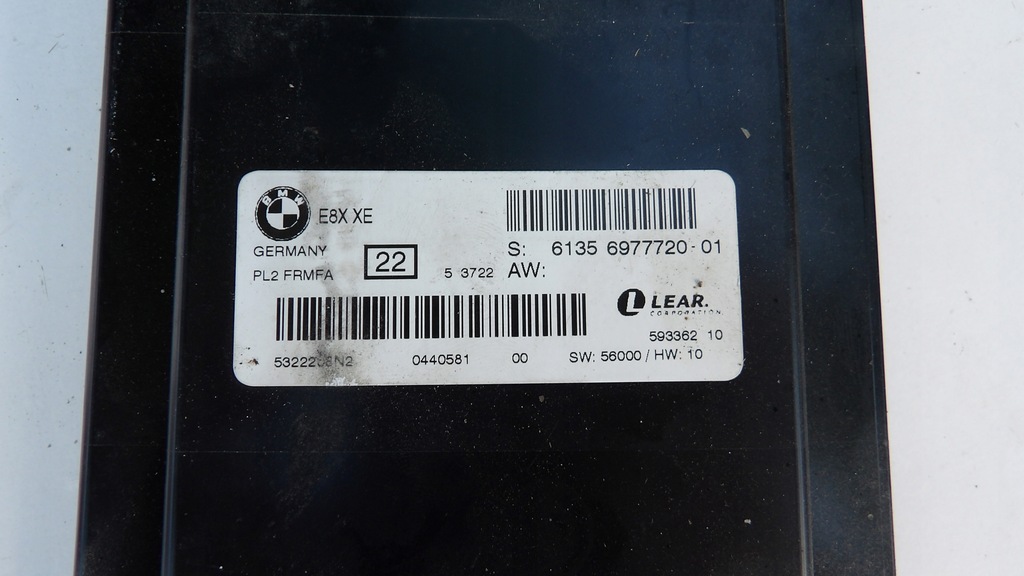 BMW
E8X XE
S: 6135 6977720-01
GERMANY
AW:
PL2 FRMFA
22
5 3722
LEAR.
CORPORATION
593362 10
0440581 00
SW: 56000 / HW: 10